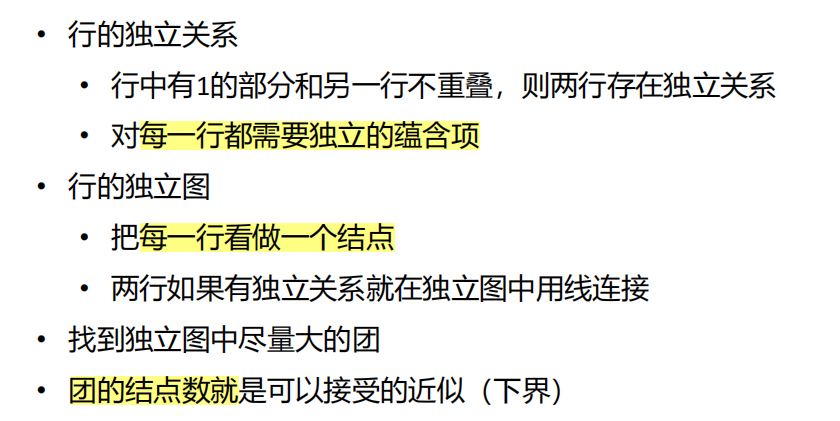 • 行的独立关系
• 行中有1的部分和另一行不重叠，则两行存在独立关系
• 对每一行都需要独立的蕴含项
• 行的独立图
• 把每一行看做一个结点
• 两行如果有独立关系就在独立图中用线连接
• 找到独立图中尽量大的团
• 团的结点数就是可以接受的近似（下界）